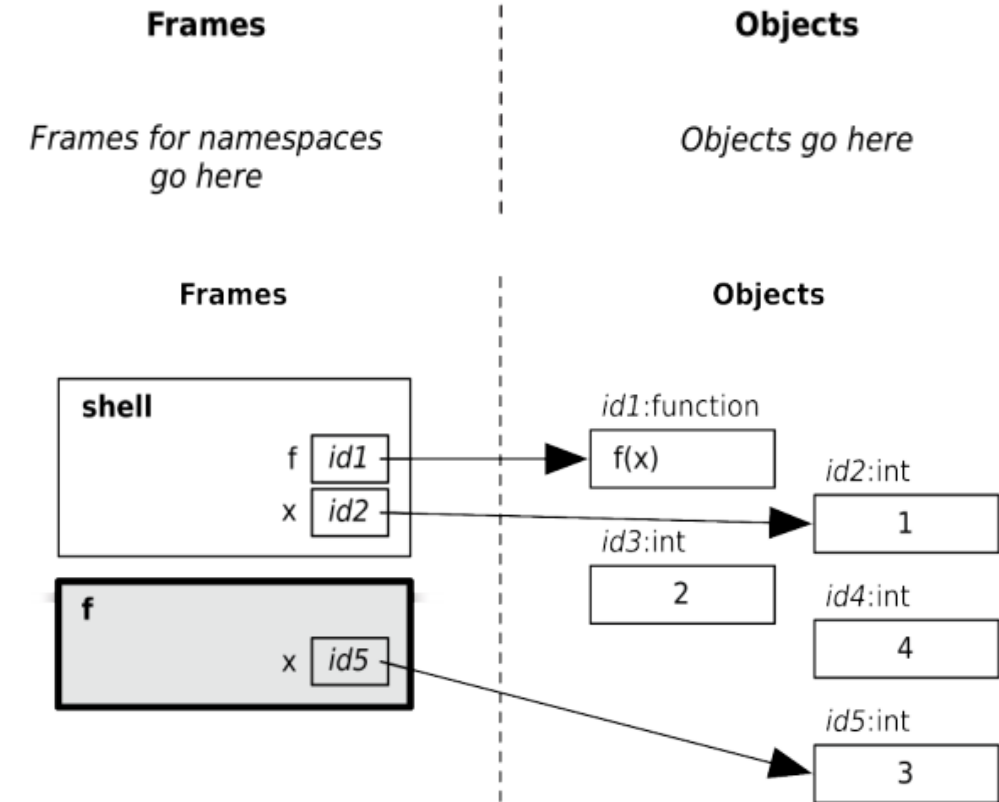 Frames
Objects
Frames for namespaces
go here
Objects go here
Frames
Objects
shell
id1:function
f id1
f(x)
id2:int
x id2
1
id3:int
2
f
id4:int
4
x id5
id5:int
3